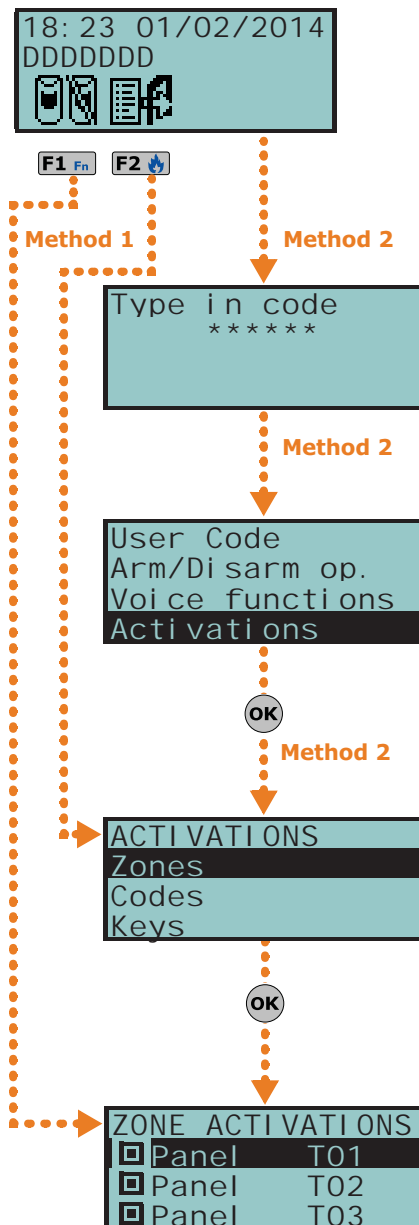 18:23 01/02/2014
DDDDDDD
F1 Fn F2
Method 1
Method 2
Type in code
******
Method 2
User Code
Arm/Disarm op.
Voice functions
Activations
OK
Method 2
ACTIVATIONS
Zones
Codes
Keys
OK
ZONE ACTIVATIONS
Panel T01
Panel T02
Panel T03